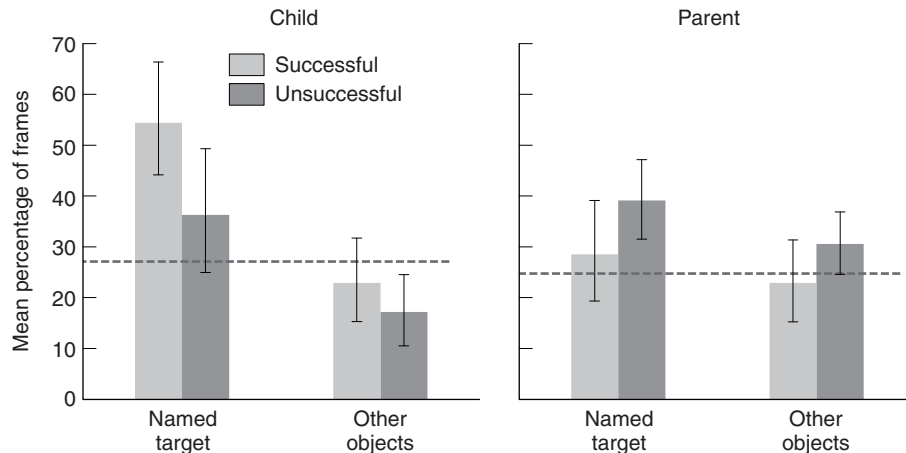 Child
Parent
Mean percentage of frames
70
60
50
40
30
20
10
0
Successful
Unsuccessful
Named
target
Other
objects
Named
target
Other
objects